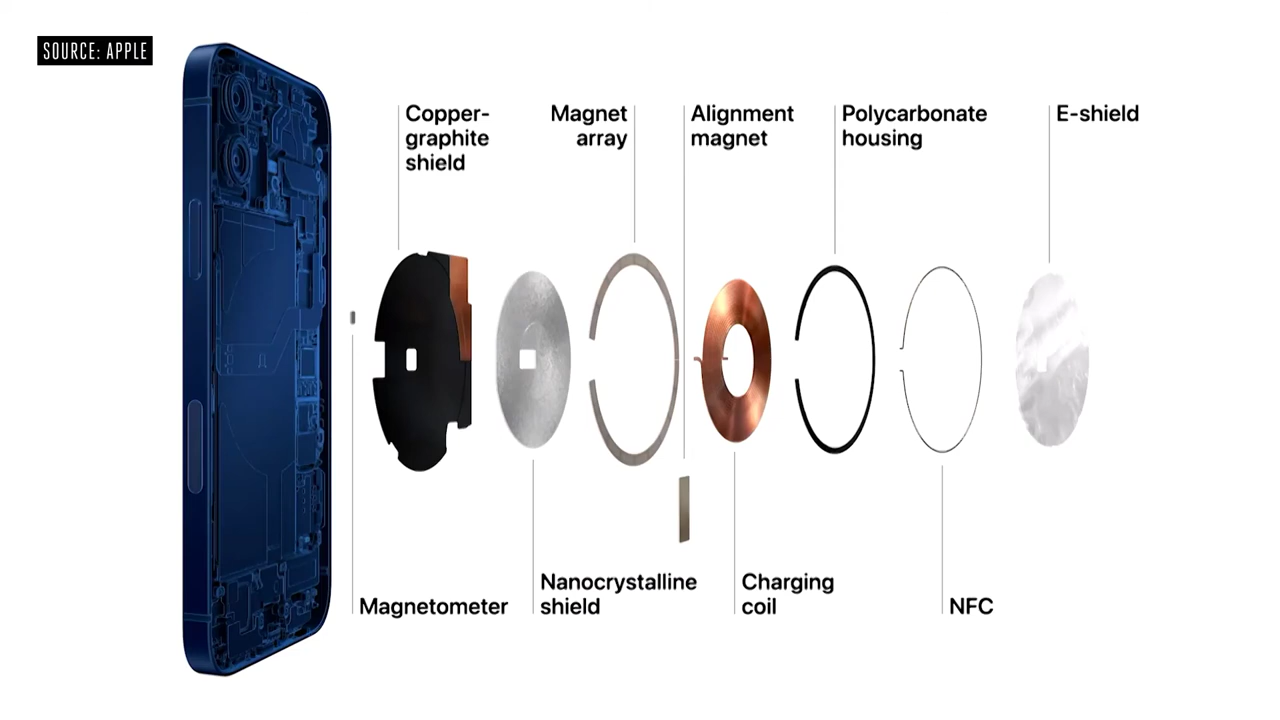 SOURCE: APPLE
Copper-
graphite
shield
Magnet
array
Alignment
magnet
Polycarbonate
housing
E-shield
Magnetometer
Nanocrystalline
shield
Charging
coil
NFC